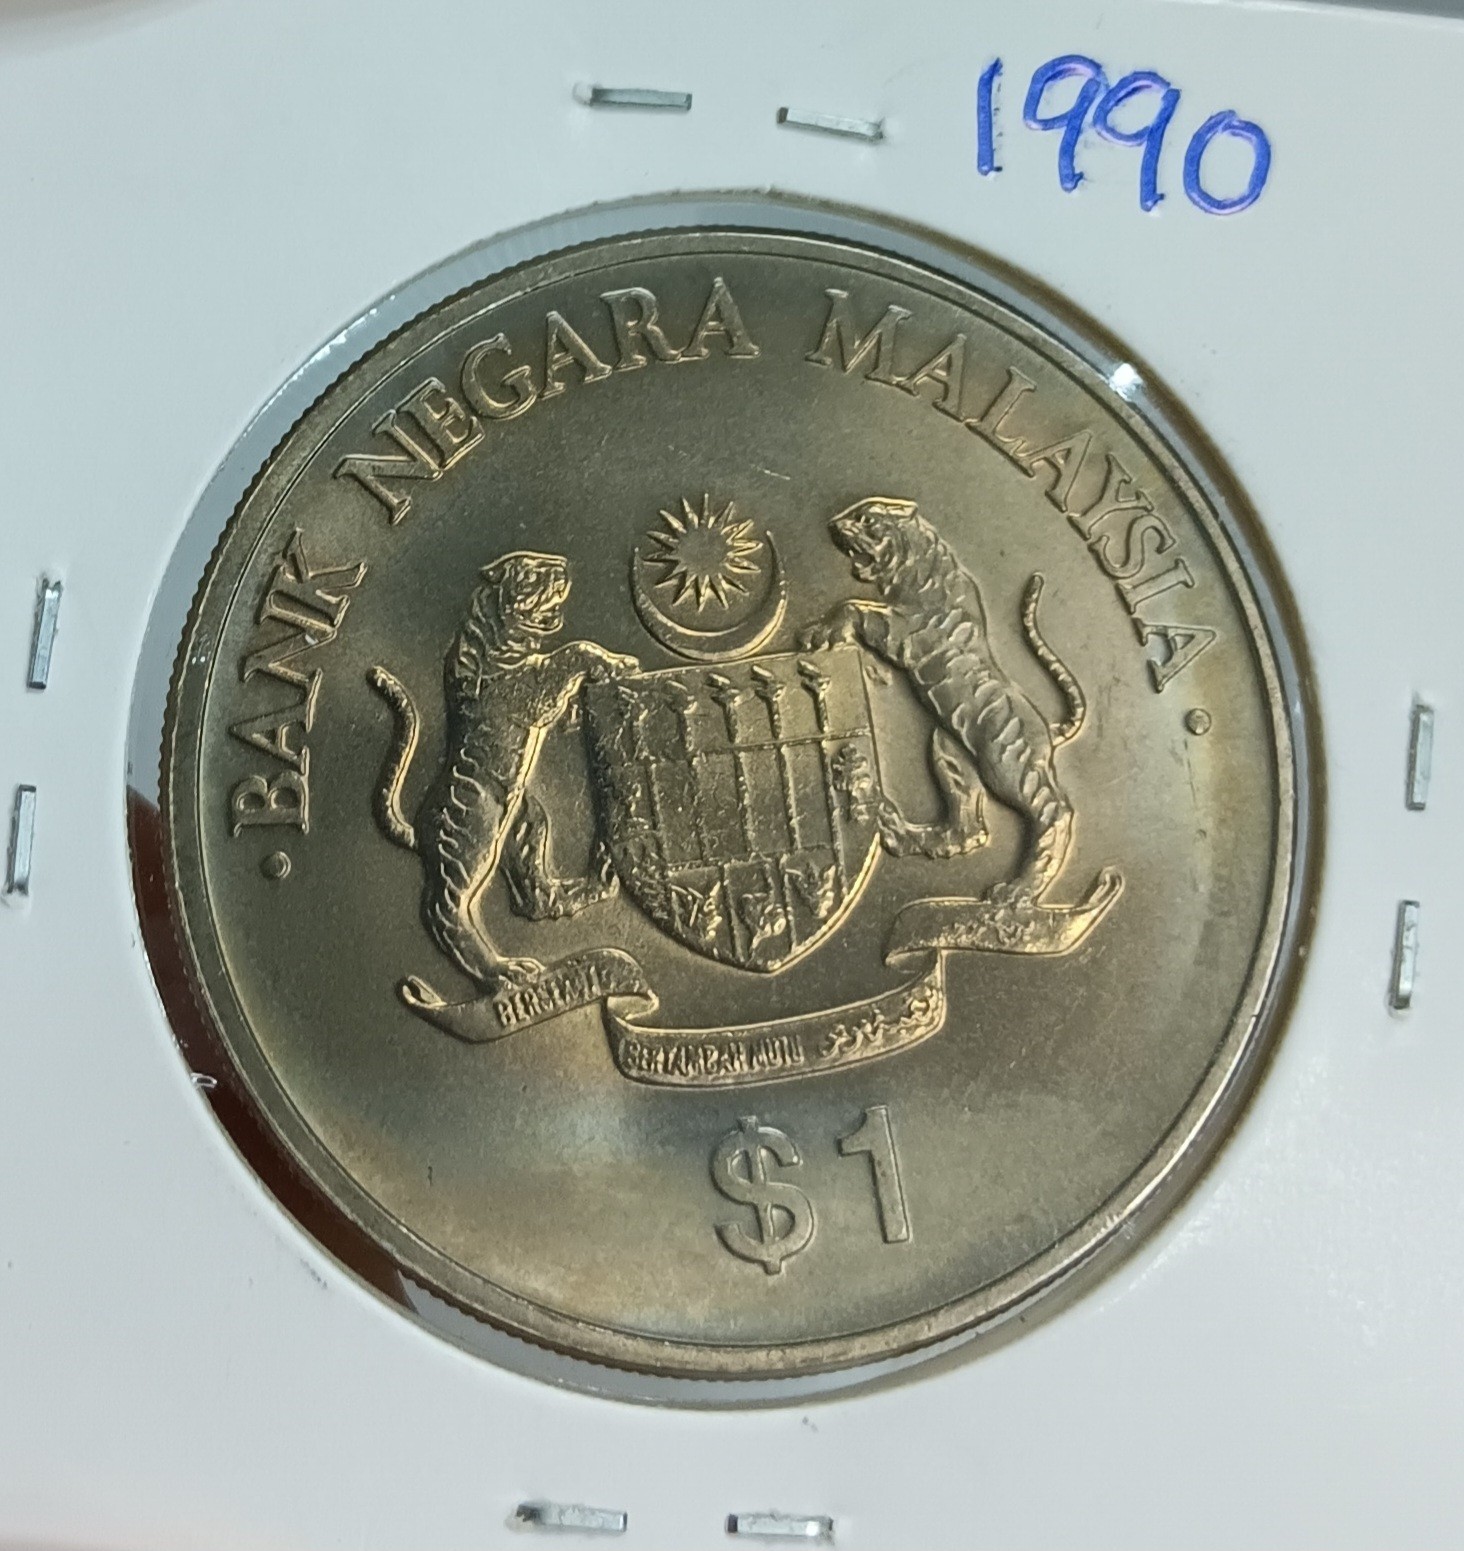 1990
·BANK NEGARA MALAYSIA·
BERSEKUTU
BERTAMBAH MUTU
$1